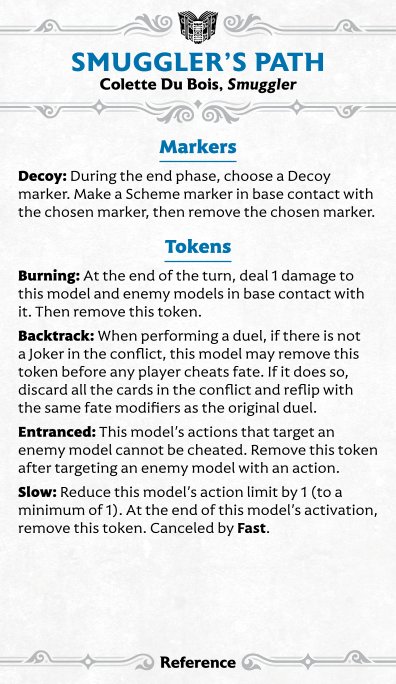 SMUGGLER'S PATH
Colette Du Bois, Smuggler
Markers
Decoy: During the end phase, choose a Decoy
marker. Make a Scheme marker in base contact with
the chosen marker, then remove the chosen marker.
Tokens
Burning: At the end of the turn, deal 1 damage to
this model and enemy models in base contact with
it. Then remove this token.
Backtrack: When performing a duel, if there is not
a Joker in the conflict, this model may remove this
token before any player cheats fate. If it does so,
discard all the cards in the conflict and reflip with
the same fate modifiers as the original duel.
Entranced: This model's actions that target an
enemy model cannot be cheated. Remove this token
after targeting an enemy model with an action.
Slow: Reduce this model's action limit by 1 (to a
minimum of 1). At the end of this model's activation,
remove this token. Canceled by Fast.
Reference